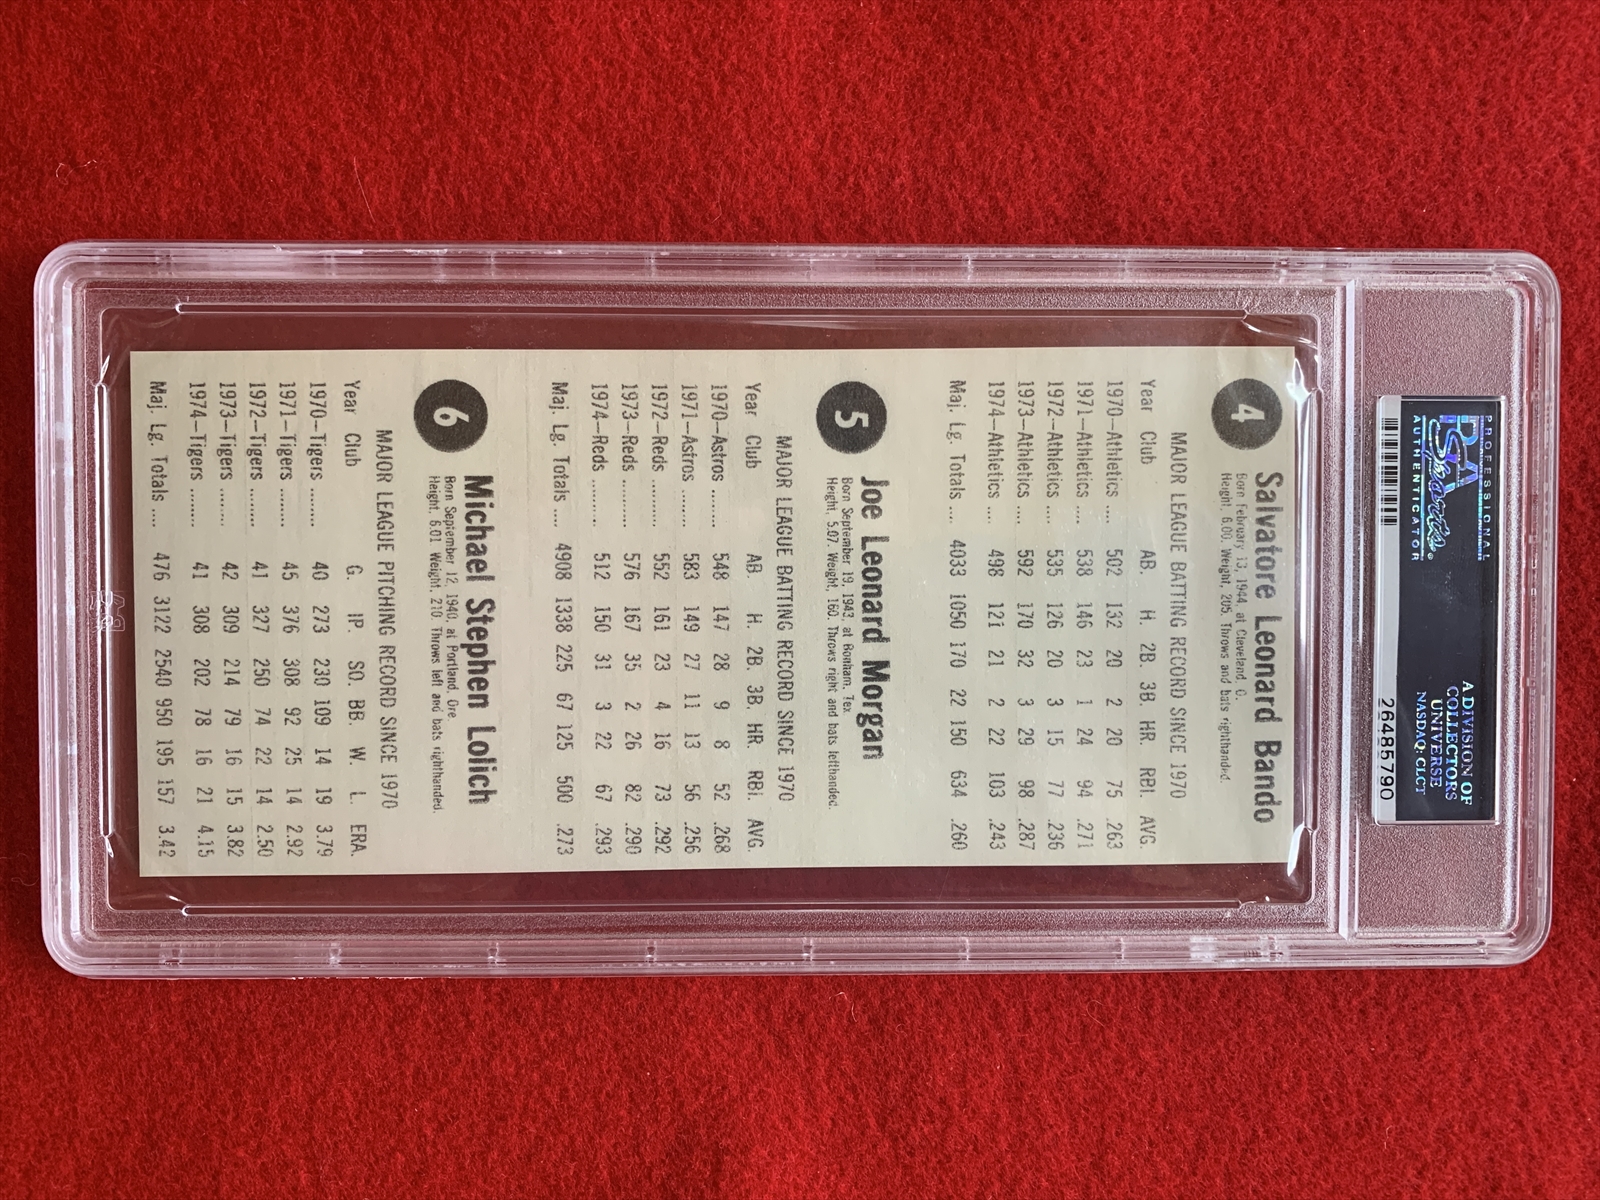 PROFESSIONAL
PSA
Sports.
AUTHENTICATOR
A DIVISION OF
COLLECTORS
UNIVERSE
NASDAQ: CLCT
26485790
4 Salvatore Leonard Bando
Born February 13, 1944, at Cleveland, O.
Height, 6.00, Weight, 205. Throws and bats righthanded.
MAJOR LEAGUE BATTING RECORD SINCE 1970
Year Club AB. H. 2B. 3B. HR. RBI. AVG.
1970—Athletics .... 502 132 20 2 20 75 .263
1971—Athletics .... 538 146 23 1 24 94 .271
1972—Athletics .... 535 126 20 3 15 77 .236
1973—Athletics .... 592 170 32 3 29 98 .287
1974—Athletics .... 498 121 21 2 22 103 .243
Maj. Lg. Totals .... 4033 1050 170 22 150 634 .260
5 Joe Leonard Morgan
Born September 19, 1943, at Bonham, Tex
Height, 5.07. Weight, 160. Throws right and bats lefthanded.
MAJOR LEAGUE BATTING RECORD SINCE 1970
Year Club AB. H. 2B. 3B. HR. RBI. AVG.
1970—Astros ........ 548 147 28 9 8 52 .268
1971—Astros ........ 583 149 27 11 13 56 .256
1972—Reds .......... 552 161 23 4 16 73 .292
1973—Reds .......... 576 167 35 2 26 82 .290
1974—Reds .......... 512 150 31 3 22 67 .293
Maj. Lg. Totals .... 4908 1338 225 67 125 500 .273
6 Michael Stephen Lolich
Born September 12, 1940, at Portland, Ore.
Height, 6.01 Weight, 210. Throws left and bats righthanded.
MAJOR LEAGUE PITCHING RECORD SINCE 1970
Year Club G. IP. SO. BB. W. L. ERA.
1970—Tigers ........ 40 273 230 109 14 19 3.79
1971—Tigers ........ 45 376 308 92 25 14 2.92
1972—Tigers ........ 41 327 250 74 22 14 2.50
1973—Tigers ........ 42 309 214 79 16 15 3.82
1974—Tigers ........ 41 308 202 78 16 21 4.15
Maj. Lg. Totals .... 476 3122 2540 950 195 157 3.42